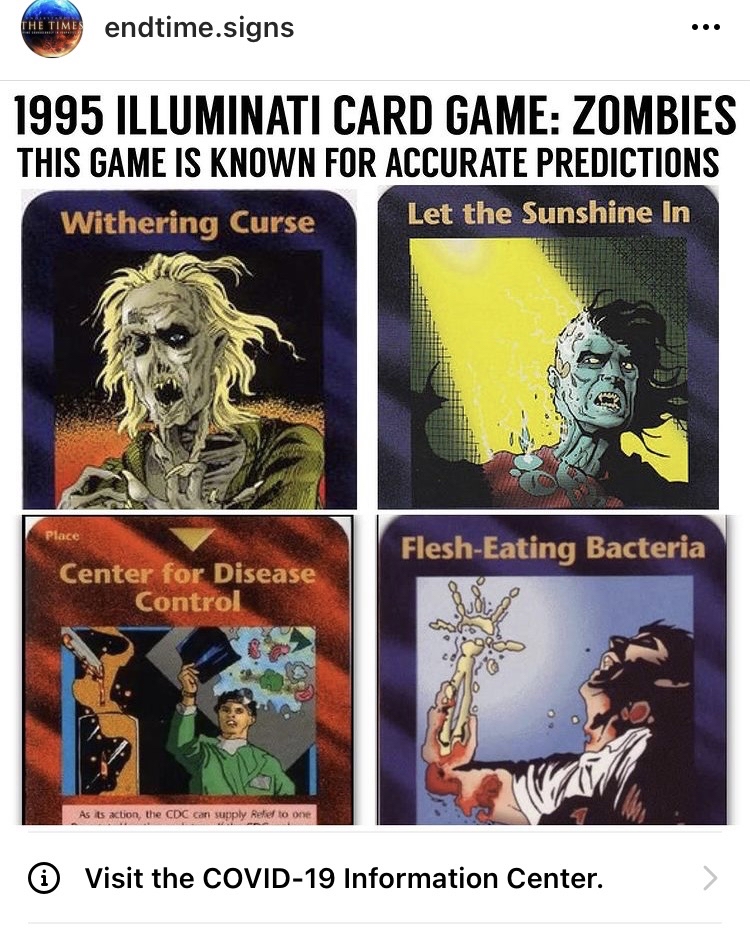 THE TIMES
endtime.signs
1995 ILLUMINATI CARD GAME: ZOMBIES
THIS GAME IS KNOWN FOR ACCURATE PREDICTIONS
Withering Curse
Let the Sunshine In
Place
Center for Disease
Control
As its action, the CDC can supply Relief to one
Flesh-Eating Bacteria
Visit the COVID-19 Information Center.